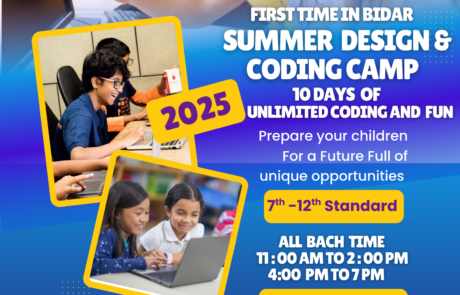 FIRST TIME IN BIDAR
SUMMER DESIGN &
CODING CAMP
2025
10 DAYS OF
UNLIMITED CODING AND FUN
Prepare your children
For a Future Full of
unique opportunities
7th -12th Standard
ALL BACH TIME
11 : 00 AM TO 2 : 00 PM
4:00 PM TO 7 PM